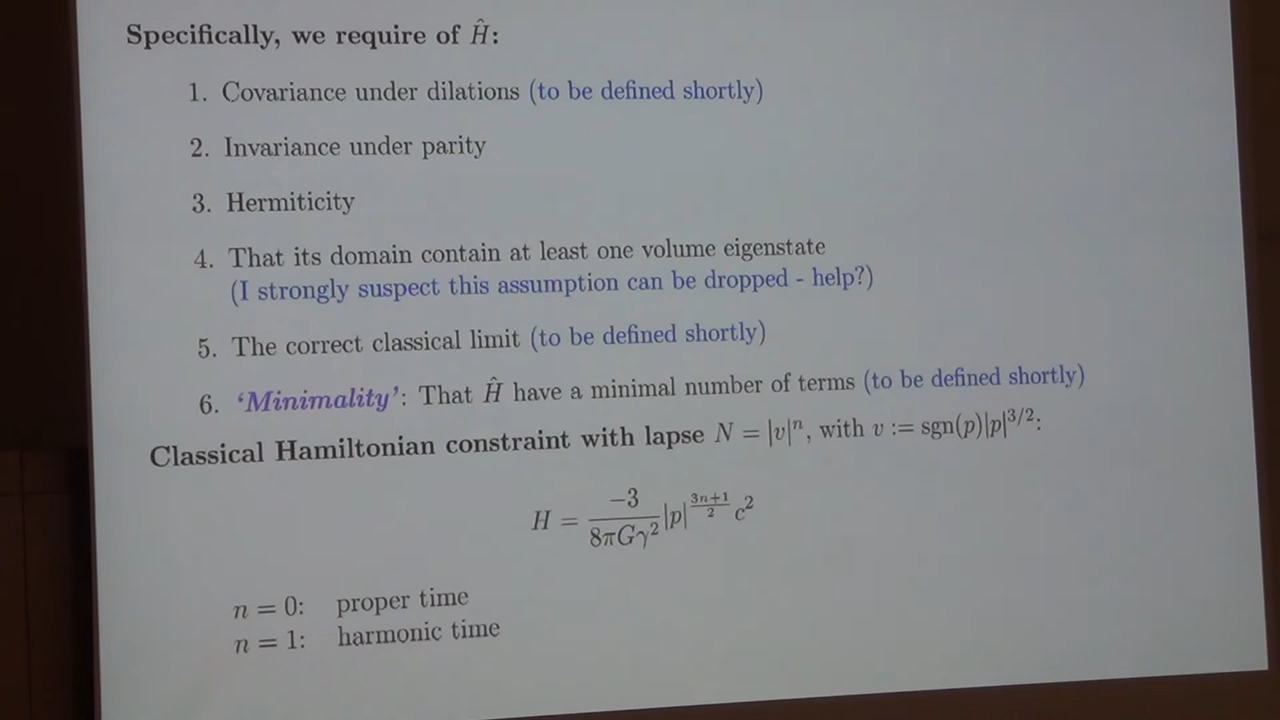 Specifically, we require of Ĥ:
1. Covariance under dilations (to be defined shortly)
2. Invariance under parity
3. Hermiticity
4. That its domain contain at least one volume eigenstate
(I strongly suspect this assumption can be dropped - help?)
5. The correct classical limit (to be defined shortly)
6. ‘Minimality’: That Ĥ have a minimal number of terms (to be defined shortly)
Classical Hamiltonian constraint with lapse N = |v|ⁿ, with v := sgn(p)|p|^{3/2}:
H = \frac{-3}{8πGγ²}|p|^{\frac{3n+1}{2}} c²
n = 0: proper time
n = 1: harmonic time